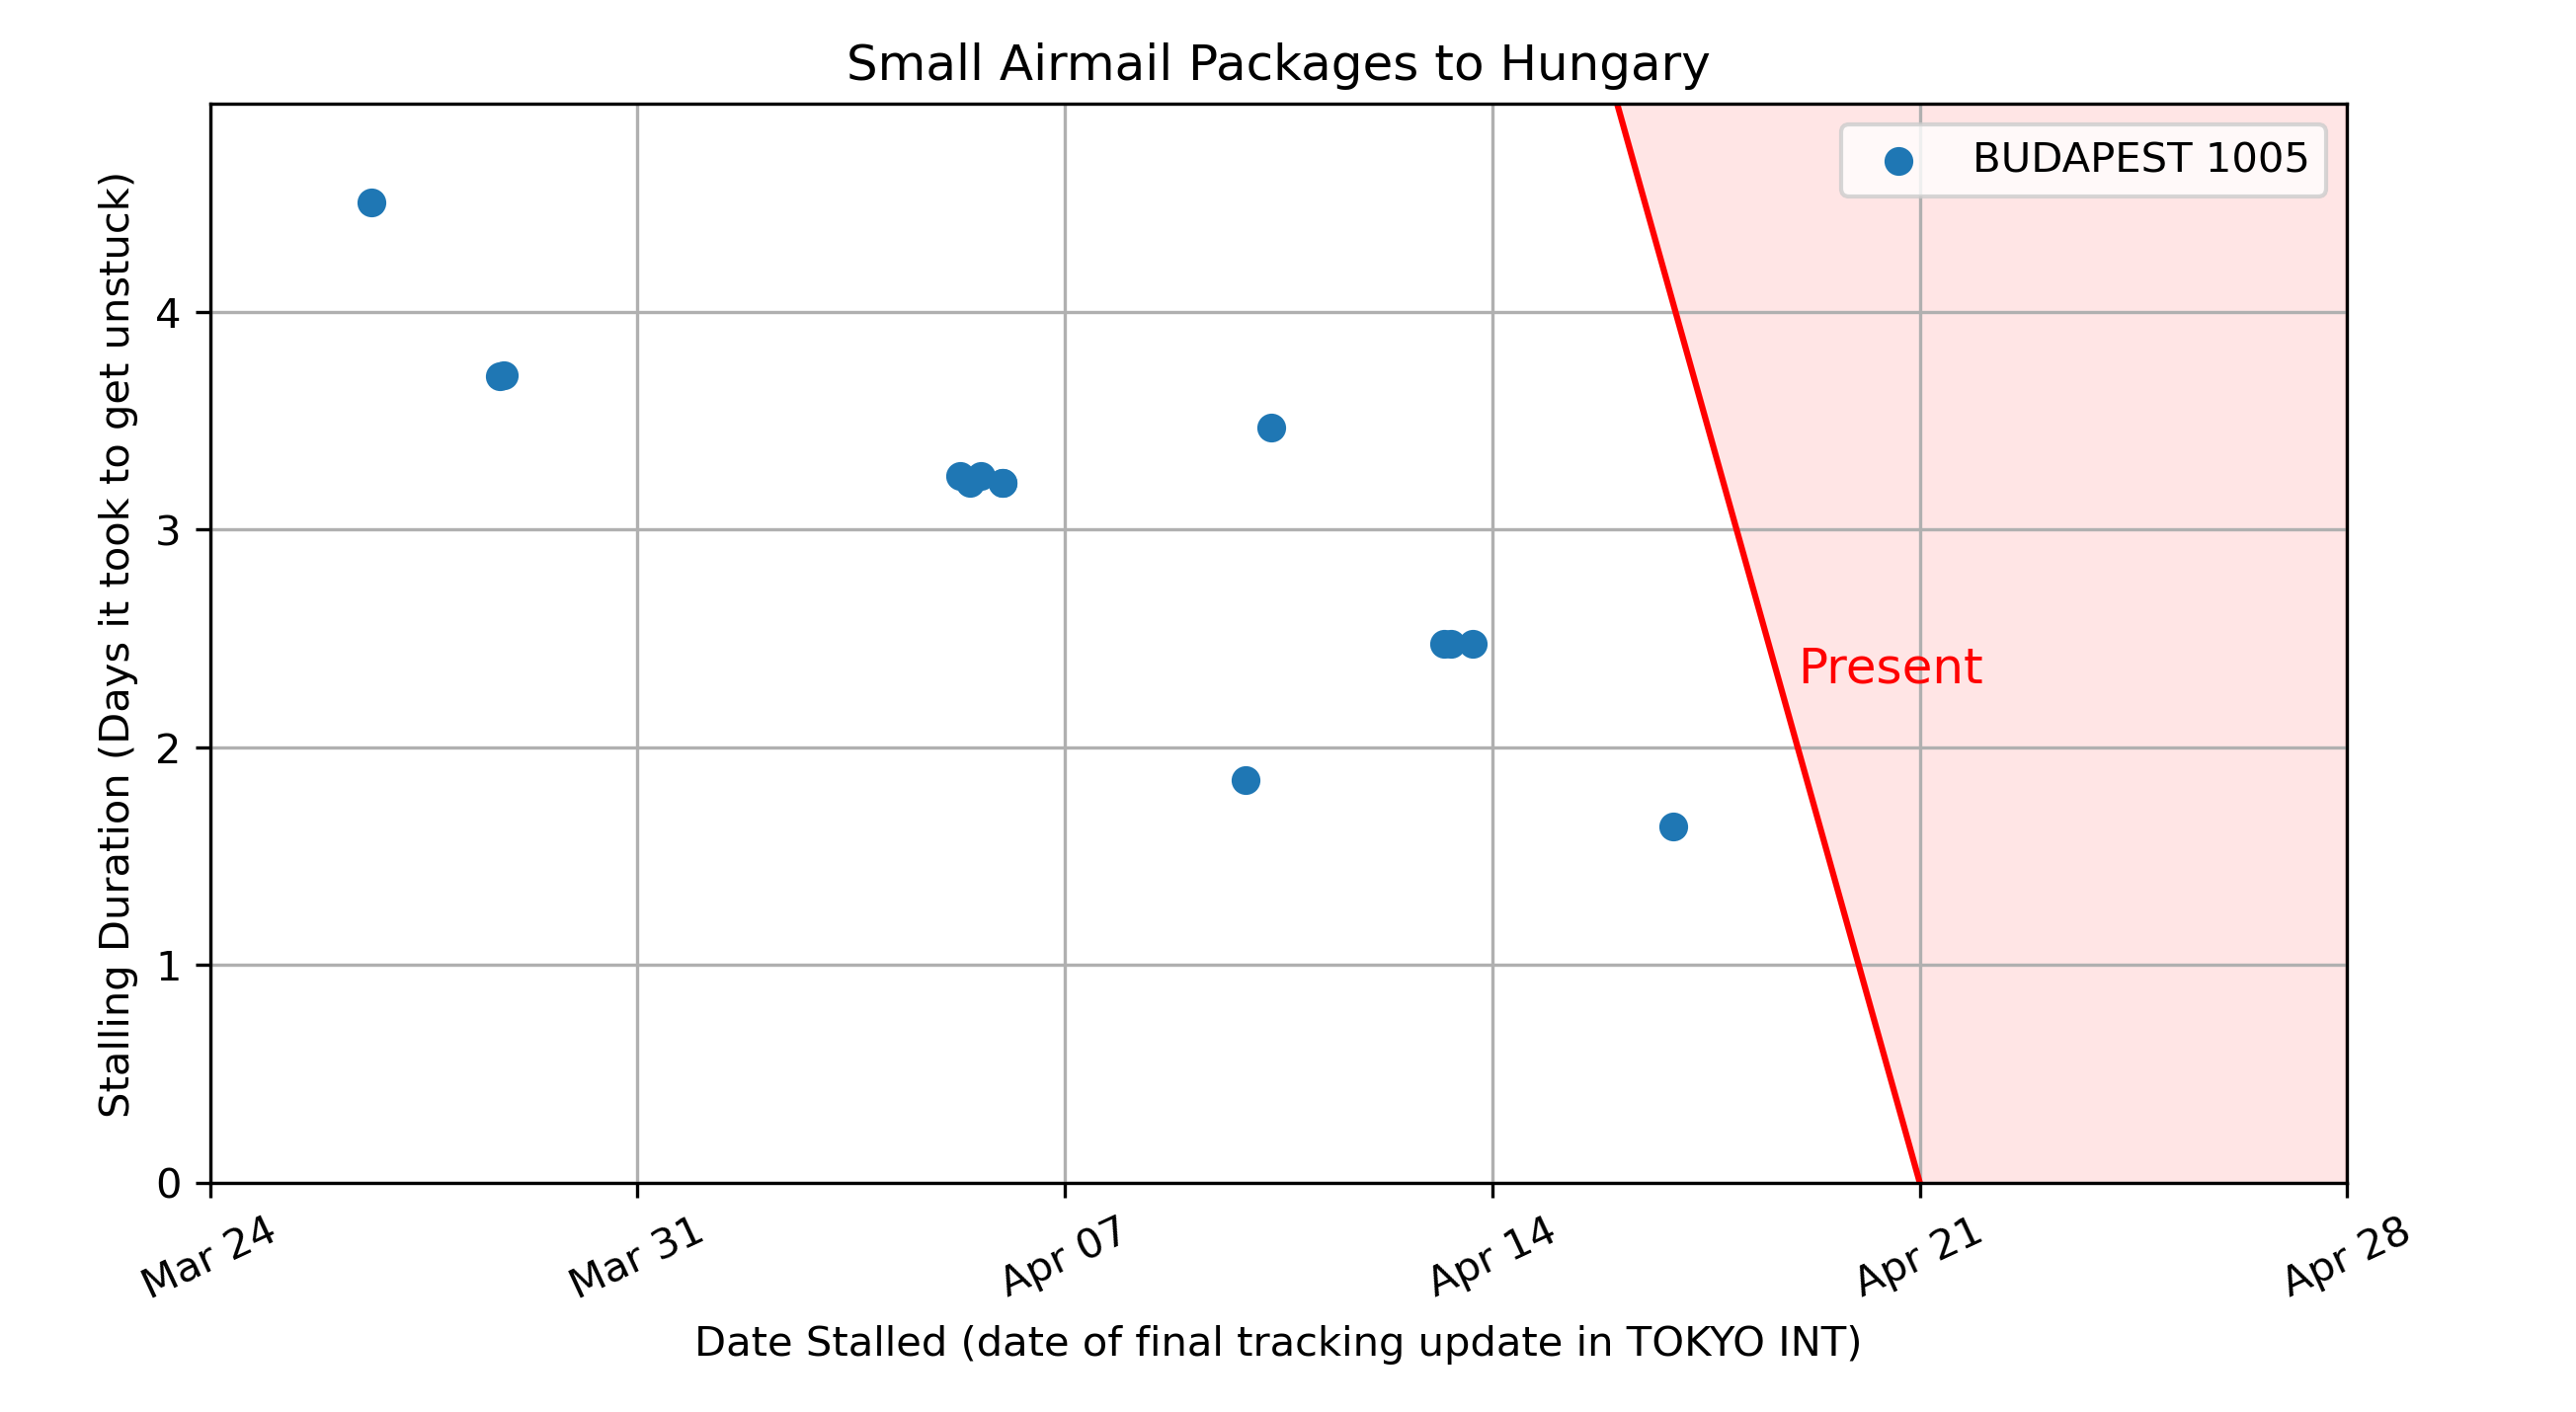 Small Airmail Packages to Hungary
BUDAPEST 1005
Stalling Duration (Days it took to get unstuck)
4
3
2
1
0
Present
Mar 24
Mar 31
Apr 07
Apr 14
Apr 21
Apr 28
Date Stalled (date of final tracking update in TOKYO INT)